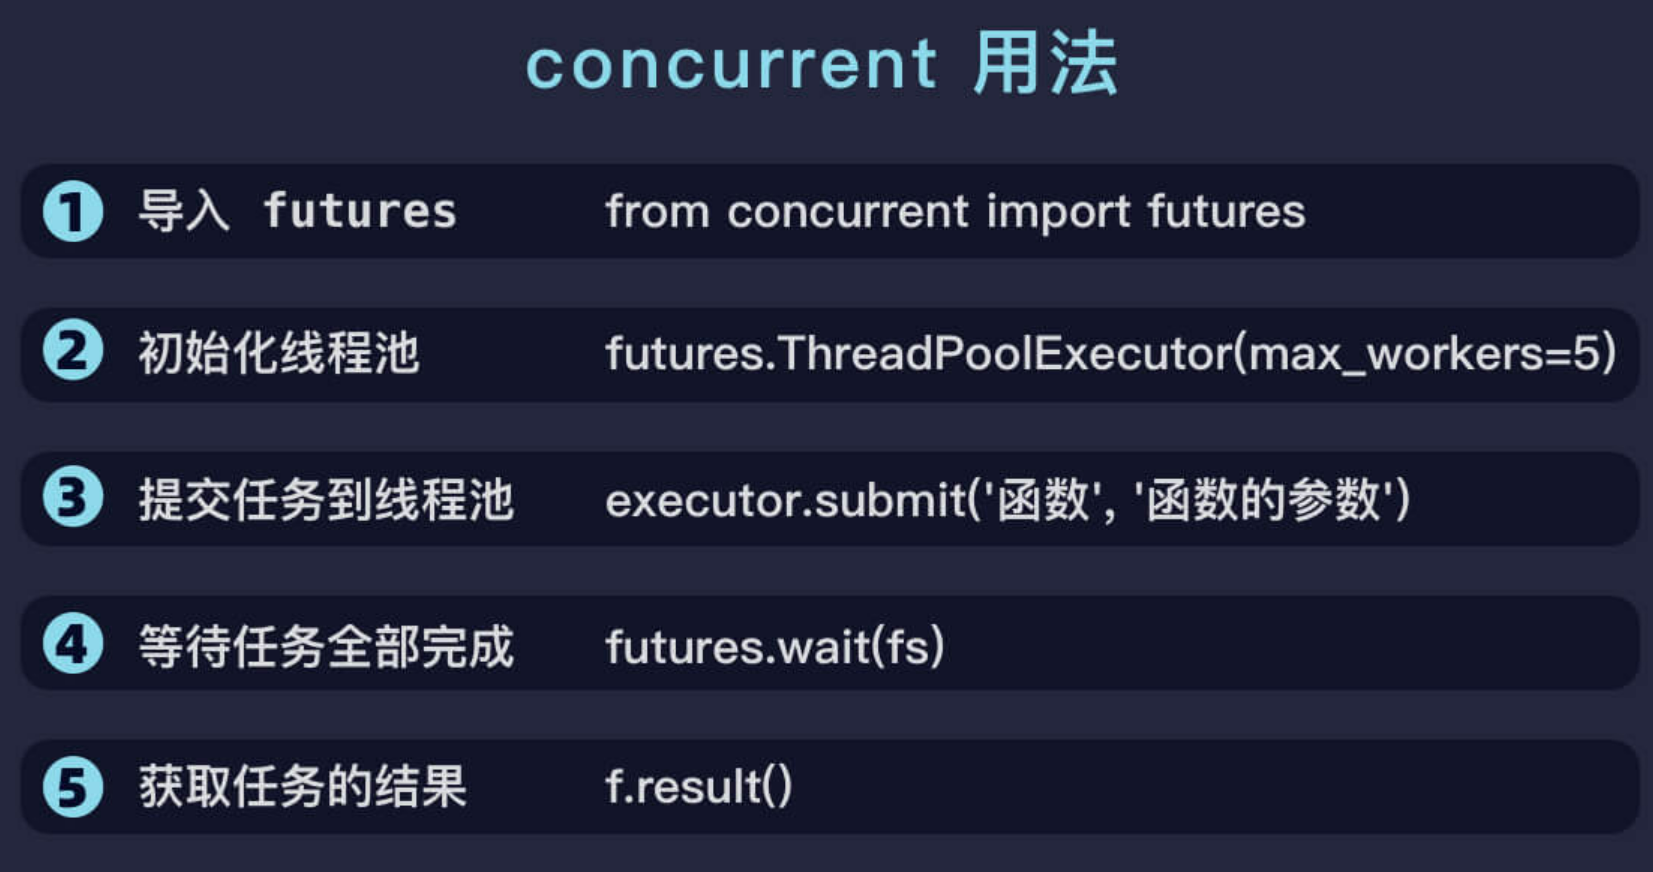 concurrent 用法
1 导入 futures from concurrent import futures
2 初始化线程池 futures.ThreadPoolExecutor(max_workers=5)
3 提交任务到线程池 executor.submit('函数', '函数的参数')
4 等待任务全部完成 futures.wait(fs)
5 获取任务的结果 f.result()